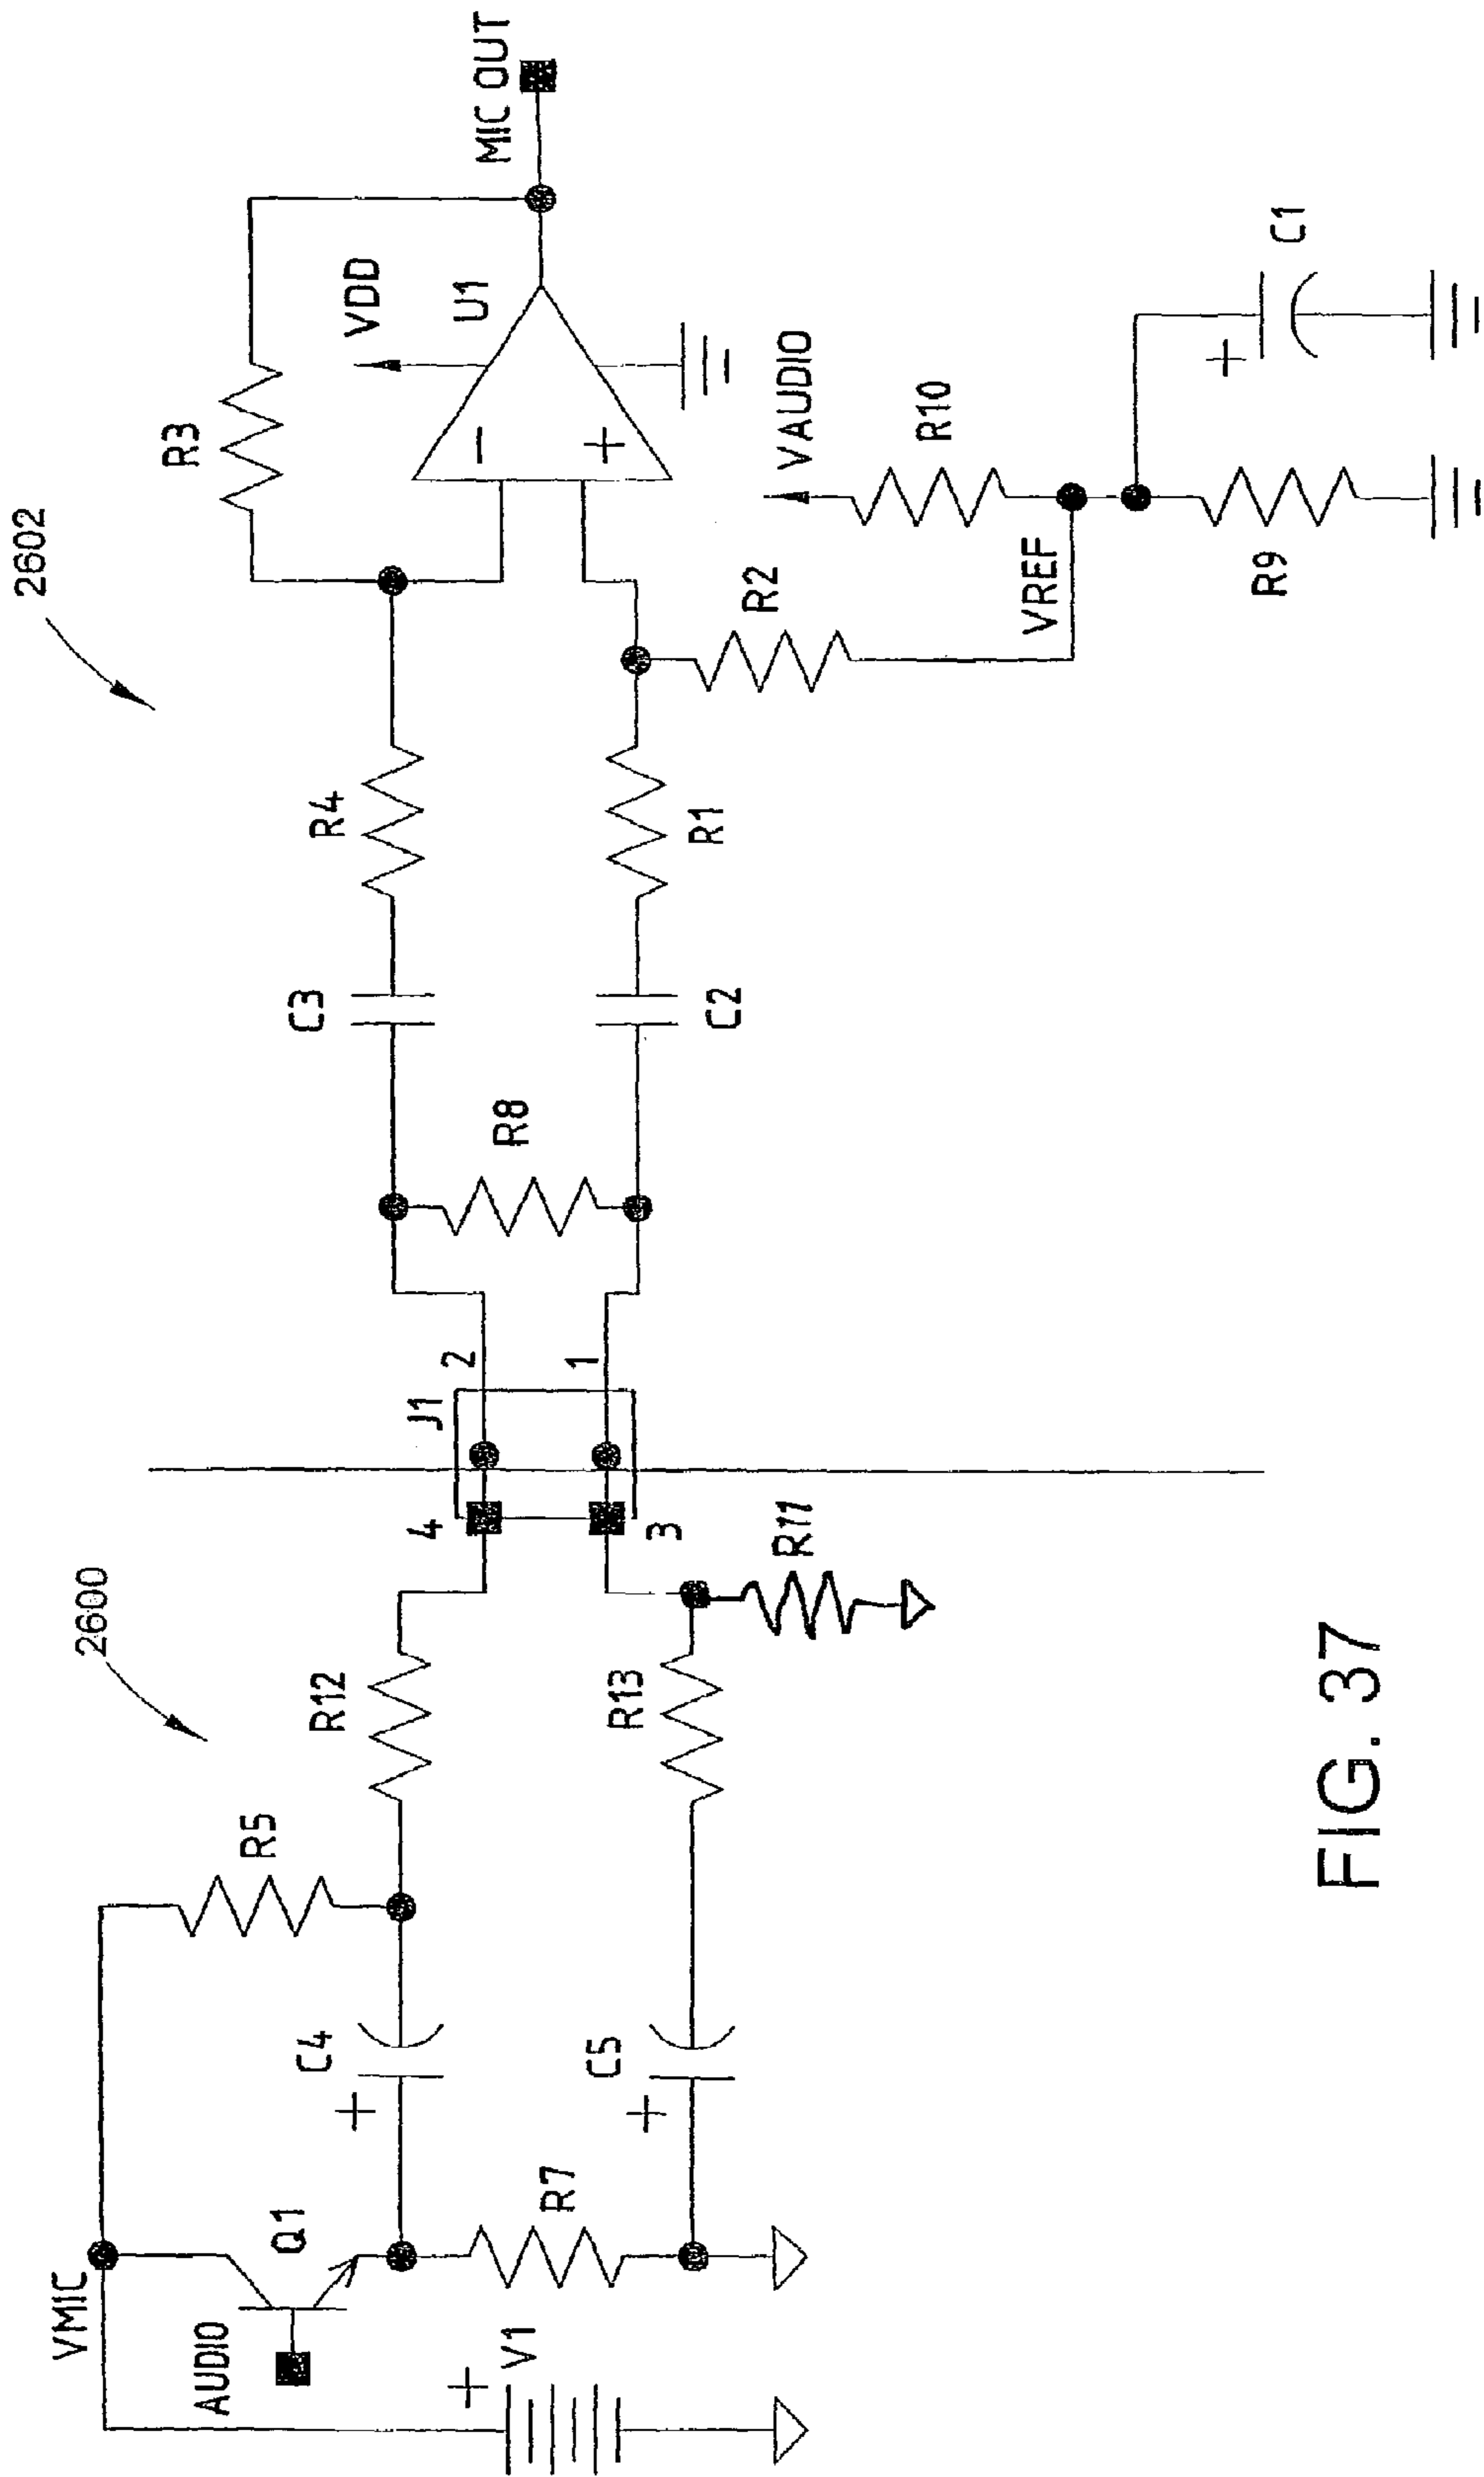 2600
2602
VMIC
AUDIO
Q1
+
V1
R5
C4
+
R12
R7
C5
+
R13
R11
4
3
J1
2
1
R8
C3
C2
R4
R1
R3
-
+
U1
VDD
MIC OUT
R2
VREF
VAUDIO
R10
R9
+
C1
FIG. 37